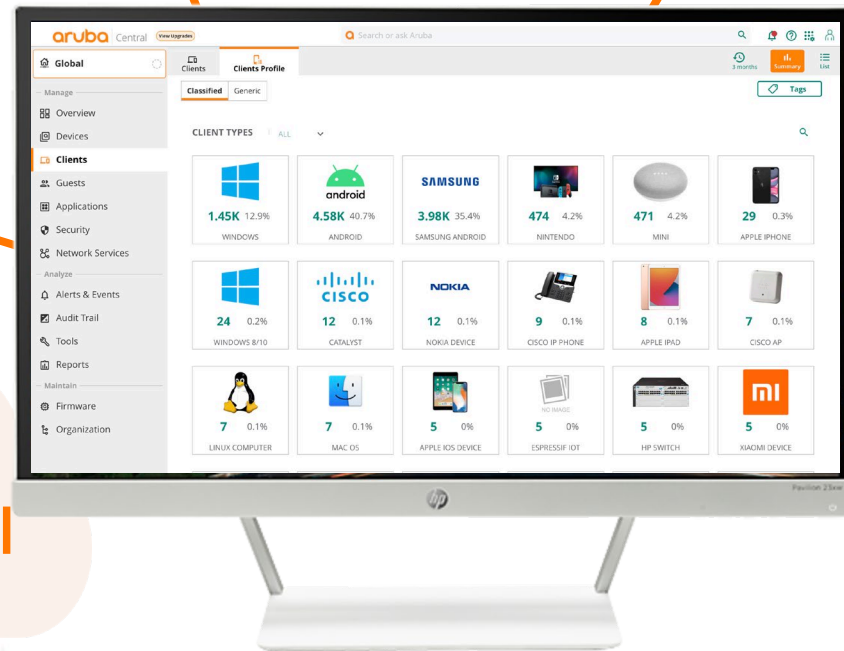 aruba Central View Upgrades
Search or ask Aruba
Global
Clients
Clients Profile
3 months
Summary
List
Manage
Classified Generic
Tags
Overview
Devices
CLIENT TYPES ALL
Clients
Guests
Applications
Security
Network Services
Analyze
Alerts & Events
Audit Trail
Tools
Reports
Maintain
Firmware
Organization
android
SAMSUNG
1.45K 12.9%
WINDOWS
4.58K 40.7%
ANDROID
3.98K 35.4%
SAMSUNG ANDROID
474 4.2%
NINTENDO
471 4.2%
MINI
29 0.3%
APPLE IPHONE
CISCO
NOKIA
24 0.2%
WINDOWS 8/10
12 0.1%
CATALYST
12 0.1%
NOKIA DEVICE
9 0.1%
CISCO IP PHONE
8 0.1%
APPLE IPAD
7 0.1%
CISCO AP
NO IMAGE
mi
7 0.1%
LINUX COMPUTER
7 0.1%
MAC OS
5 0%
APPLE IOS DEVICE
5 0%
ESPRESSIF IOT
5 0%
HP SWITCH
5 0%
XIAOMI DEVICE
hp
Pavilion 23xw